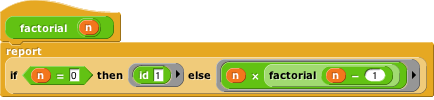 factorial n
report
if n = 0 then id 1 else n × factorial n − 1